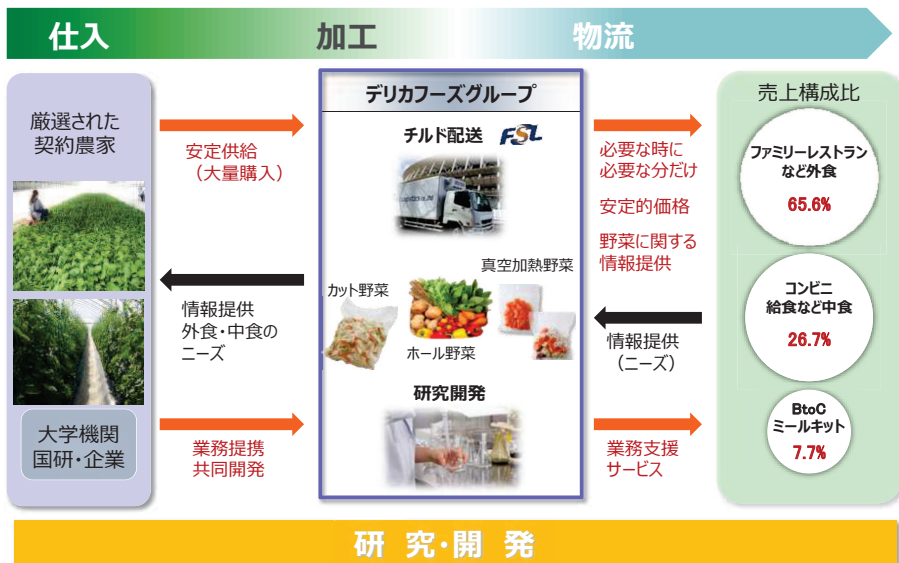 仕入
加工
物流
厳選された
契約農家
大学機関
国研・企業
安定供給
（大量購入）
情報提供
外食・中食の
ニーズ
業務提携
共同開発
デリカフーズグループ
チルド配送
FSL
真空加熱野菜
カット野菜
ホール野菜
研究開発
必要な時に
必要な分だけ
安定的価格
野菜に関する
情報提供
情報提供
（ニーズ）
業務支援
サービス
売上構成比
ファミリーレストラン
など外食
65.6%
コンビニ
給食など中食
26.7%
BtoC
ミールキット
7.7%
研究・開発